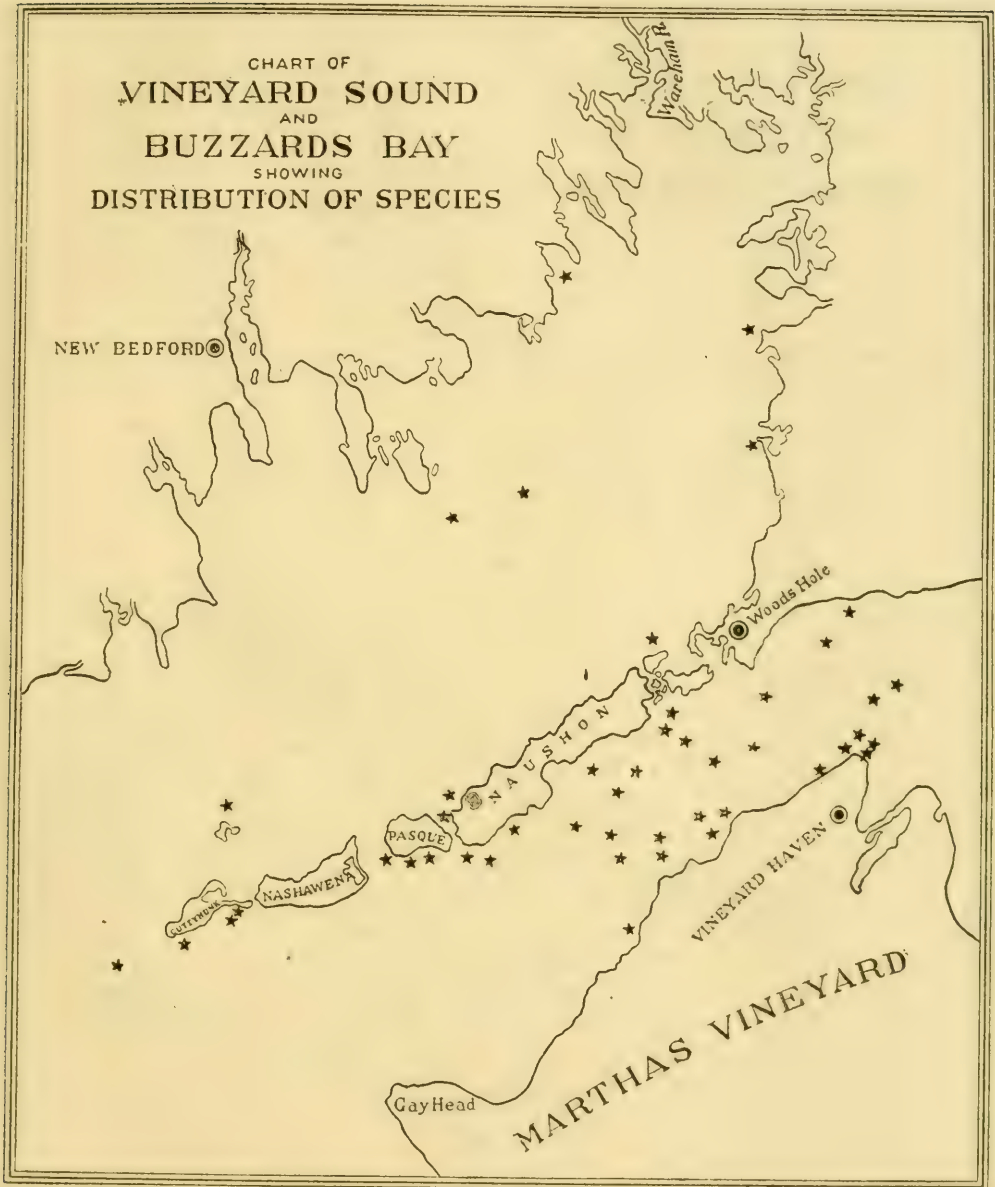 CHART OF
VINEYARD SOUND
AND
BUZZARDS BAY
SHOWING
DISTRIBUTION OF SPECIES
Wareham R.
NEW BEDFORD
Woods Hole
NAUSHON
PASQUE
NASHAWENA
CUTTYHUNK
VINEYARD HAVEN
MARTHAS VINEYARD
Gay Head